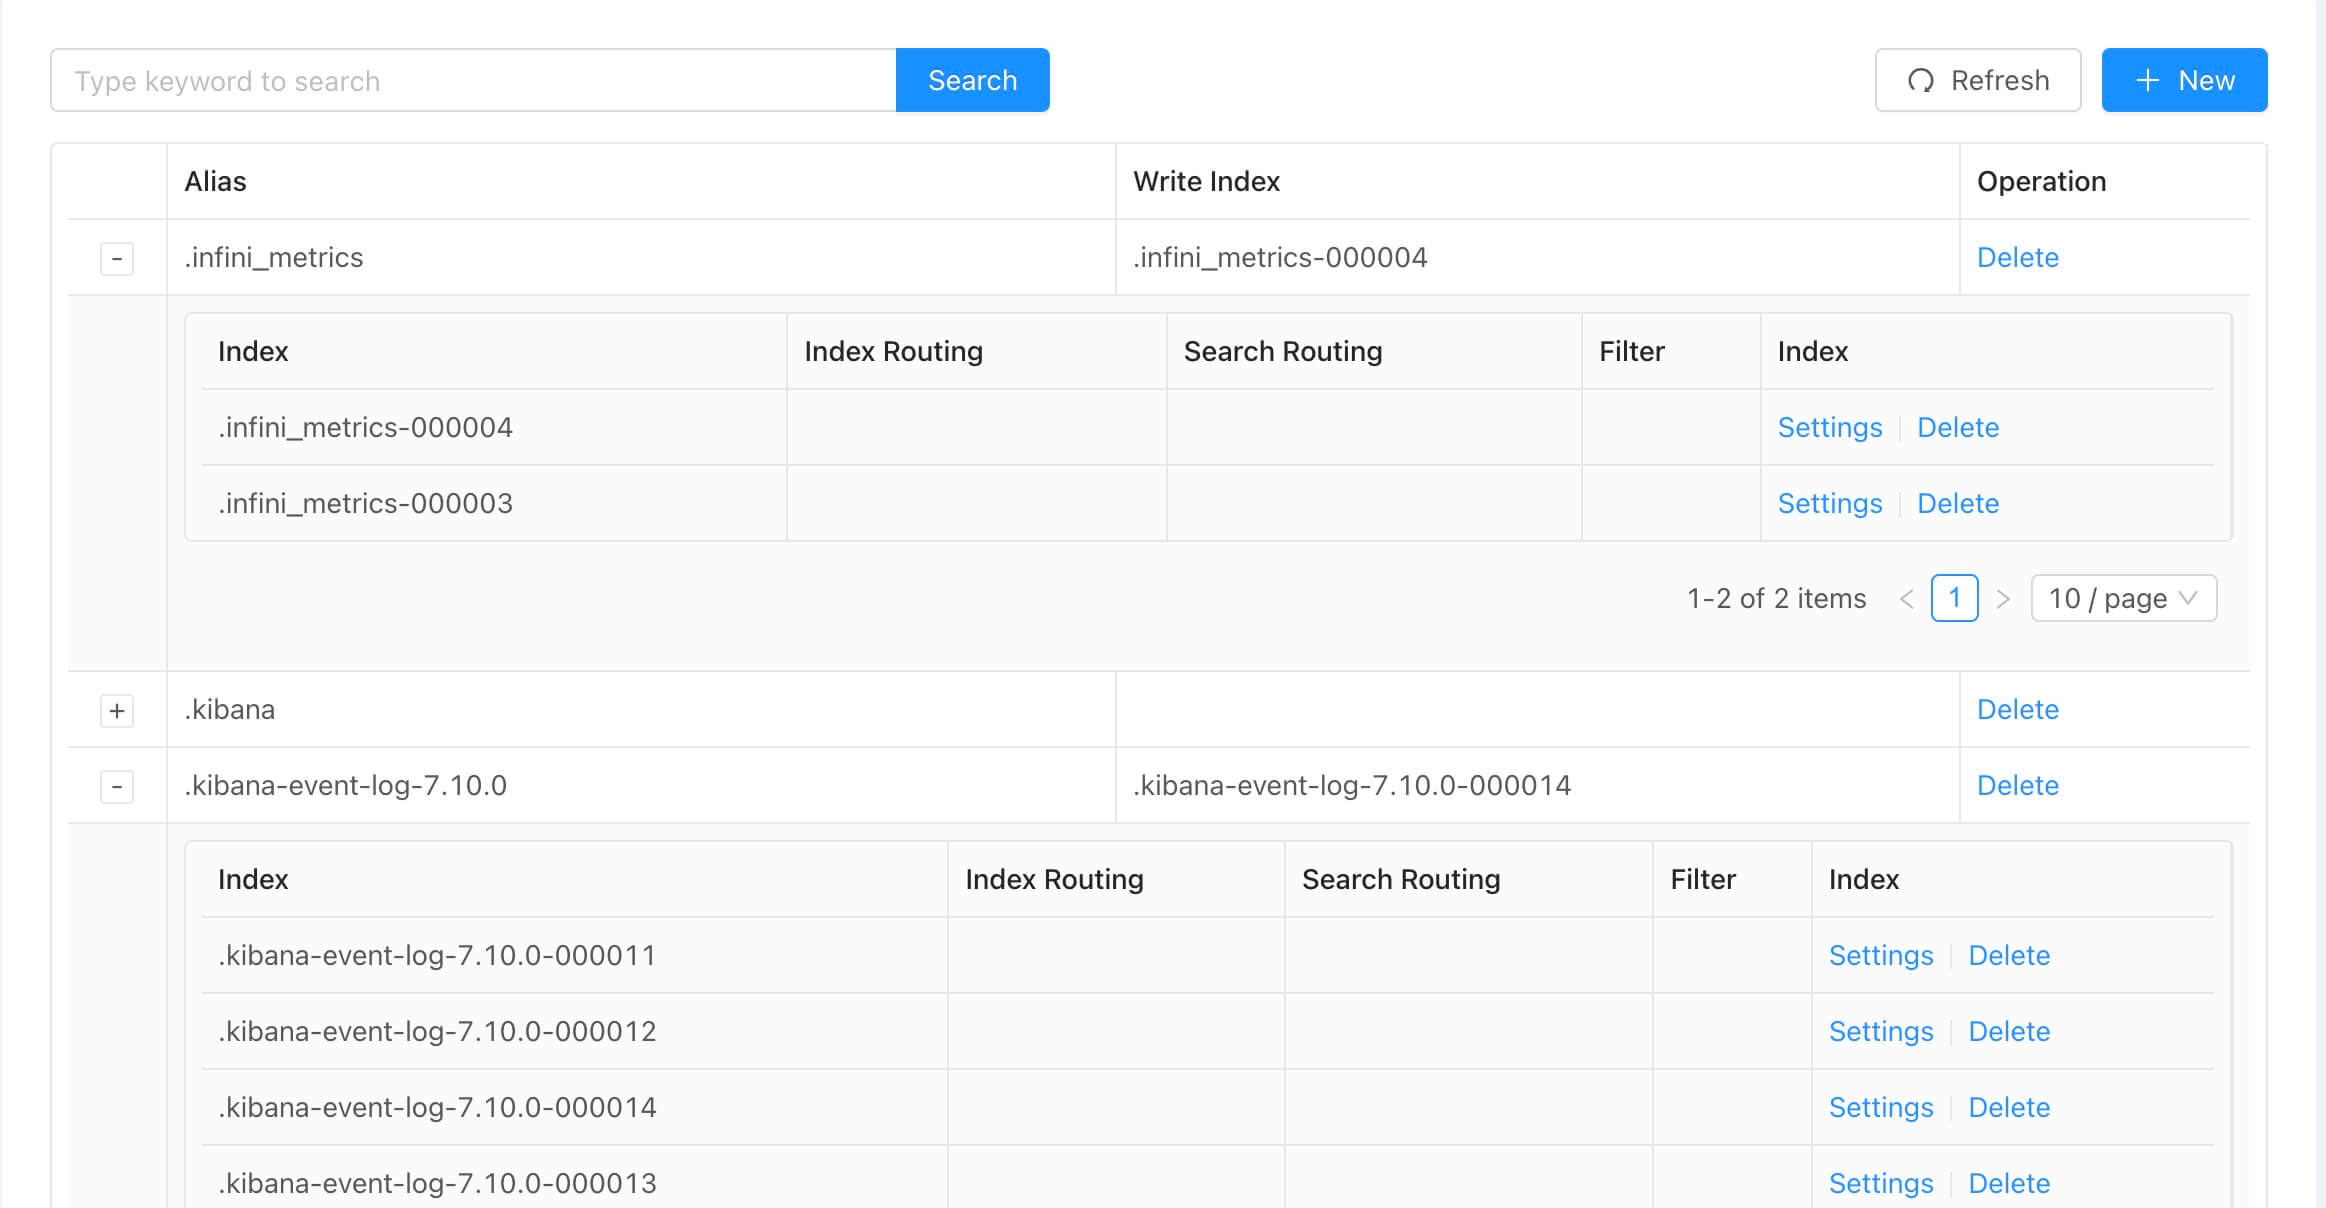 Type keyword to search Search Refresh + New
Alias Write Index Operation
- .infini_metrics .infini_metrics-000004 Delete
Index Index Routing Search Routing Filter Index
.infini_metrics-000004 Settings Delete
.infini_metrics-000003 Settings Delete
1-2 of 2 items < 1 > 10 / page
+ .kibana Delete
- .kibana-event-log-7.10.0 .kibana-event-log-7.10.0-000014 Delete
Index Index Routing Search Routing Filter Index
.kibana-event-log-7.10.0-000011 Settings Delete
.kibana-event-log-7.10.0-000012 Settings Delete
.kibana-event-log-7.10.0-000014 Settings Delete
.kibana-event-log-7.10.0-000013 Settings Delete